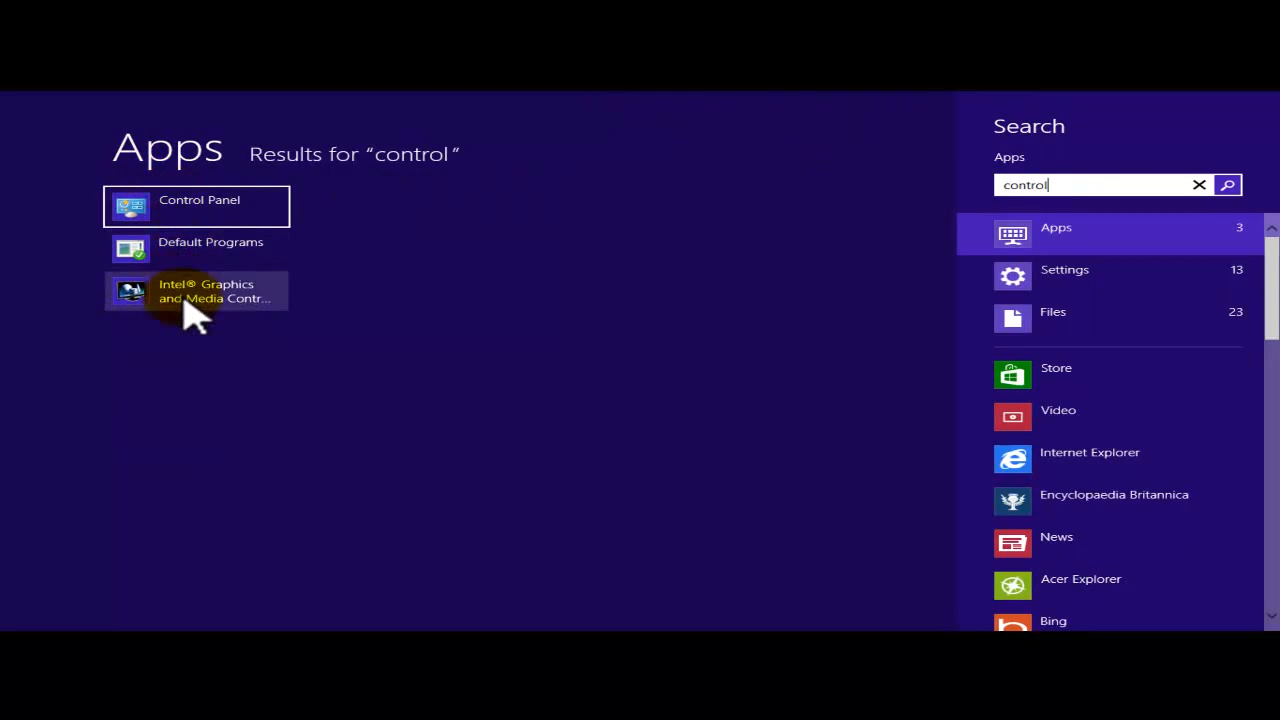 Apps
Results for “control”
Control Panel
Default Programs
Intel® Graphics
and Media Contr...
Search
Apps
control
Apps 3
Settings 13
Files 23
Store
Video
Internet Explorer
Encyclopaedia Britannica
News
Acer Explorer
Bing